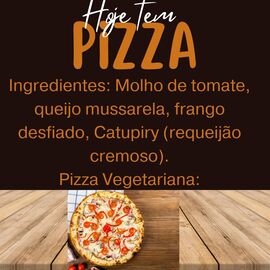 Hoje tem
PIZZA
Ingredientes: Molho de tomate,
queijo mussarela, frango
desfiado, Catupiry (requeijão
cremoso).
Pizza Vegetariana: